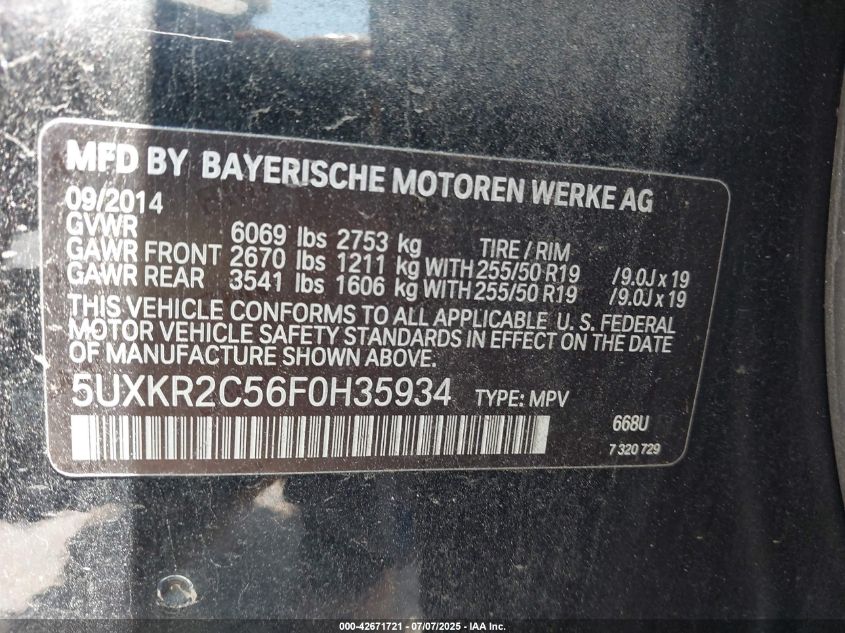 MFD BY BAYERISCHE MOTOREN WERKE AG
09/2014
GVWR 6069 lbs 2753 kg TIRE / RIM
GAWR FRONT 2670 lbs 1211 kg WITH 255/50 R19 /9.0J x 19
GAWR REAR 3541 lbs 1606 kg WITH 255/50 R19 /9.0J x 19
THIS VEHICLE CONFORMS TO ALL APPLICABLE U. S. FEDERAL
MOTOR VEHICLE SAFETY STANDARDS IN EFFECT ON THE DATE
OF MANUFACTURE SHOWN ABOVE.
5UXKR2C56F0H35934 TYPE: MPV
668U
7 320 729
000-42671721 - 07/07/2025 - IAA Inc.